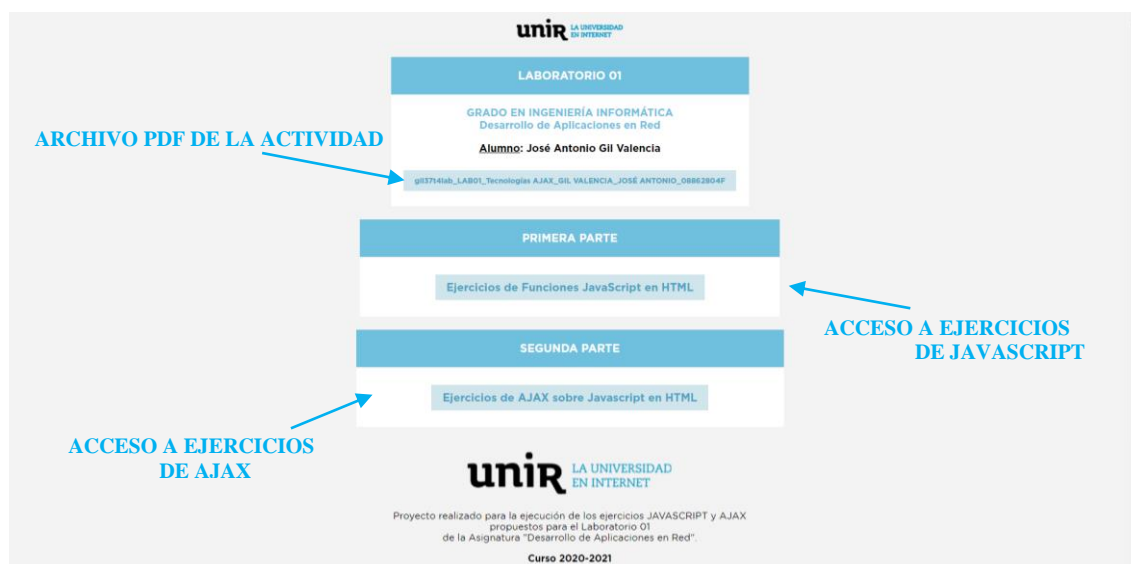 unir LA UNIVERSIDAD
EN INTERNET
LABORATORIO 01
GRADO EN INGENIERÍA INFORMÁTICA
Desarrollo de Aplicaciones en Red
ARCHIVO PDF DE LA ACTIVIDAD
Alumno: José Antonio Gil Valencia
gil37t4lab_LAB01_Tecnologías AJAX_GIL VALENCIA_JOSÉ ANTONIO_08862804F
PRIMERA PARTE
Ejercicios de Funciones JavaScript en HTML
ACCESO A EJERCICIOS
DE JAVASCRIPT
SEGUNDA PARTE
Ejercicios de AJAX sobre Javascript en HTML
ACCESO A EJERCICIOS
DE AJAX
unir LA UNIVERSIDAD
EN INTERNET
Proyecto realizado para la ejecución de los ejercicios JAVASCRIPT y AJAX
propuestos para el Laboratorio 01
de la Asignatura "Desarrollo de Aplicaciones en Red".
Curso 2020-2021